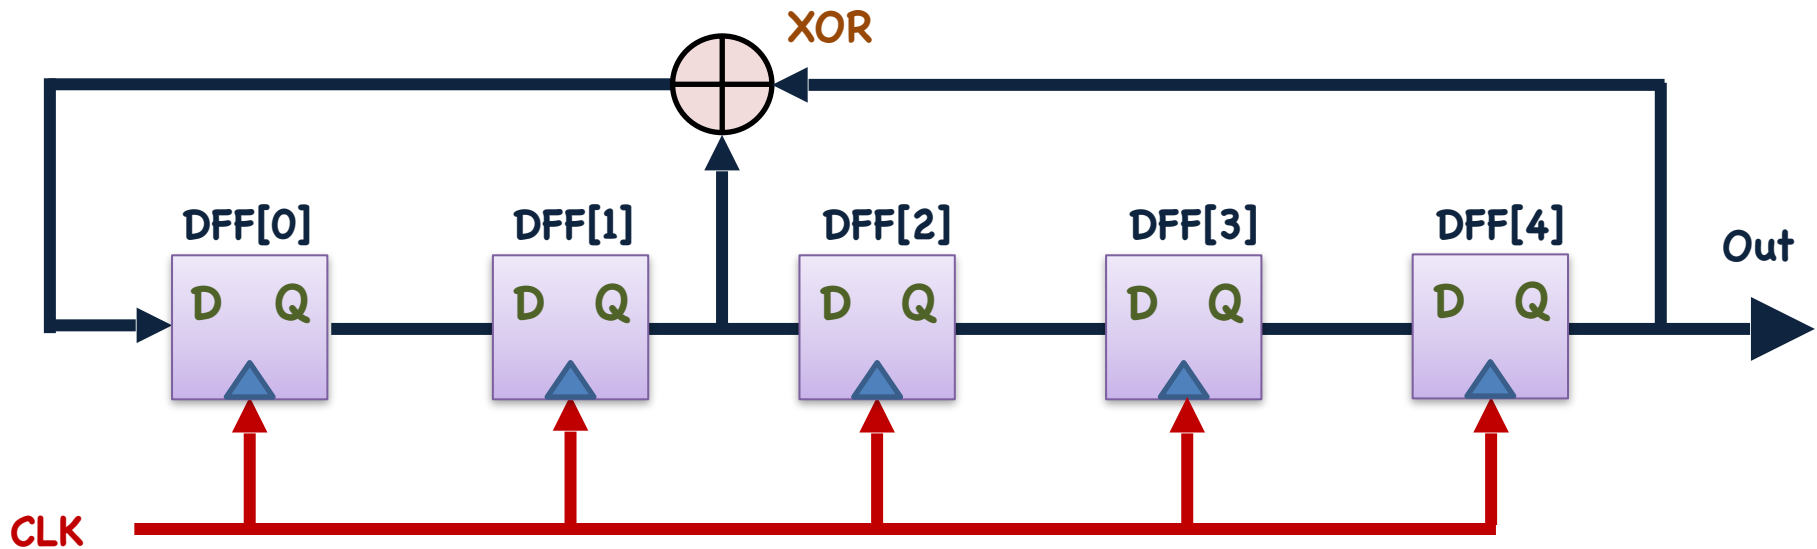 XOR
DFF[0] DFF[1] DFF[2] DFF[3] DFF[4]
Out
D Q D Q D Q D Q D Q
CLK